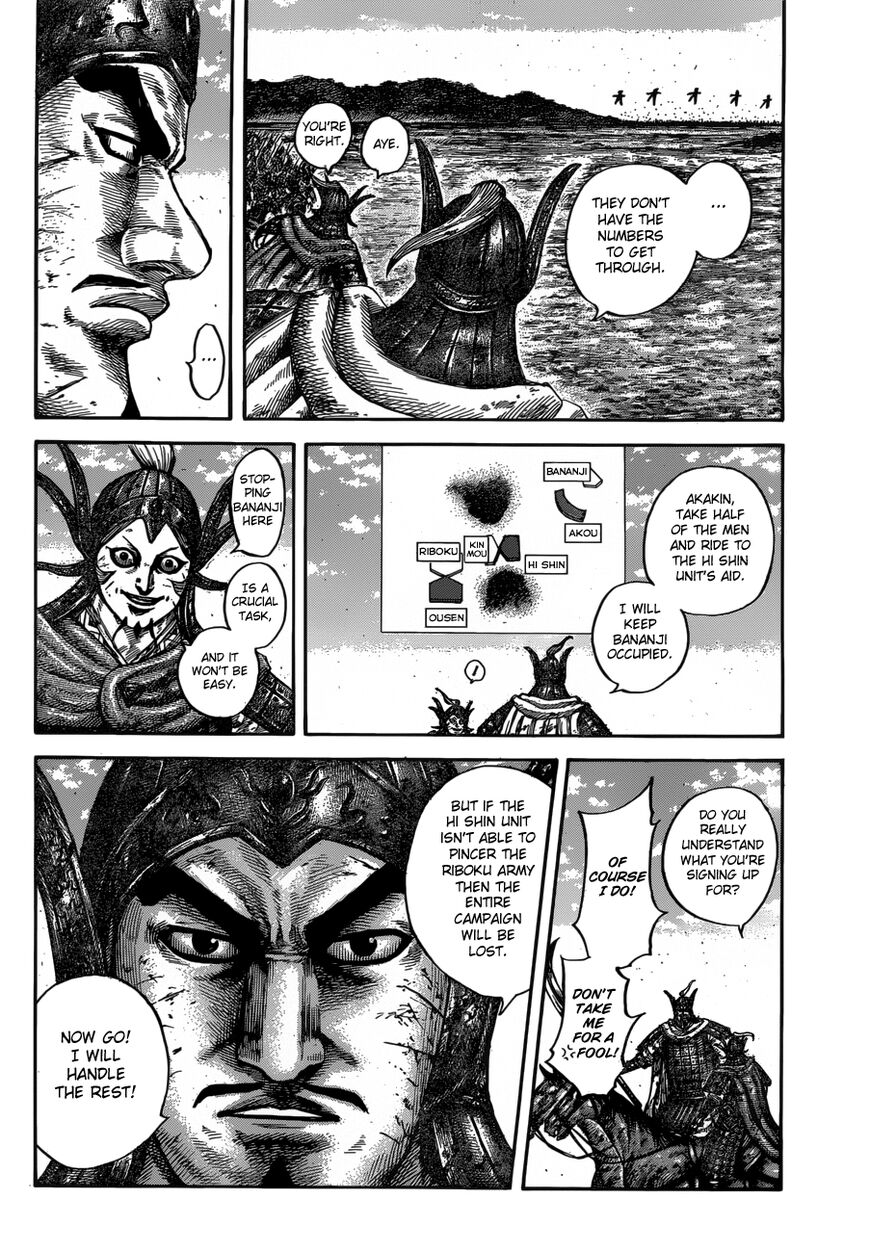 ...
THEY DON'T
HAVE THE
NUMBERS
TO GET
THROUGH.
AYE.
YOU'RE
RIGHT.
...
AKAKIN,
TAKE HALF
OF THE MEN
AND RIDE TO
THE HI SHIN
UNIT'S AID.
I WILL
KEEP
BANANJI
OCCUPIED.
BANANJI
AKOU
RIBOKU
KIN
MOU
HI SHIN
OUSEN
!
STOP-
PING
BANANJI
HERE
IS A
CRUCIAL
TASK,
AND IT
WON'T BE
EASY.
DO YOU
REALLY
UNDERSTAND
WHAT YOU'RE
SIGNING UP
FOR?
OF
COURSE
I DO!
DON'T
TAKE
ME
FOR A
FOOL!
BUT IF THE
HI SHIN UNIT
ISN'T ABLE TO
PINCER THE
RIBOKU ARMY
THEN THE
ENTIRE
CAMPAIGN
WILL BE
LOST.
NOW GO!
I WILL
HANDLE
THE REST!